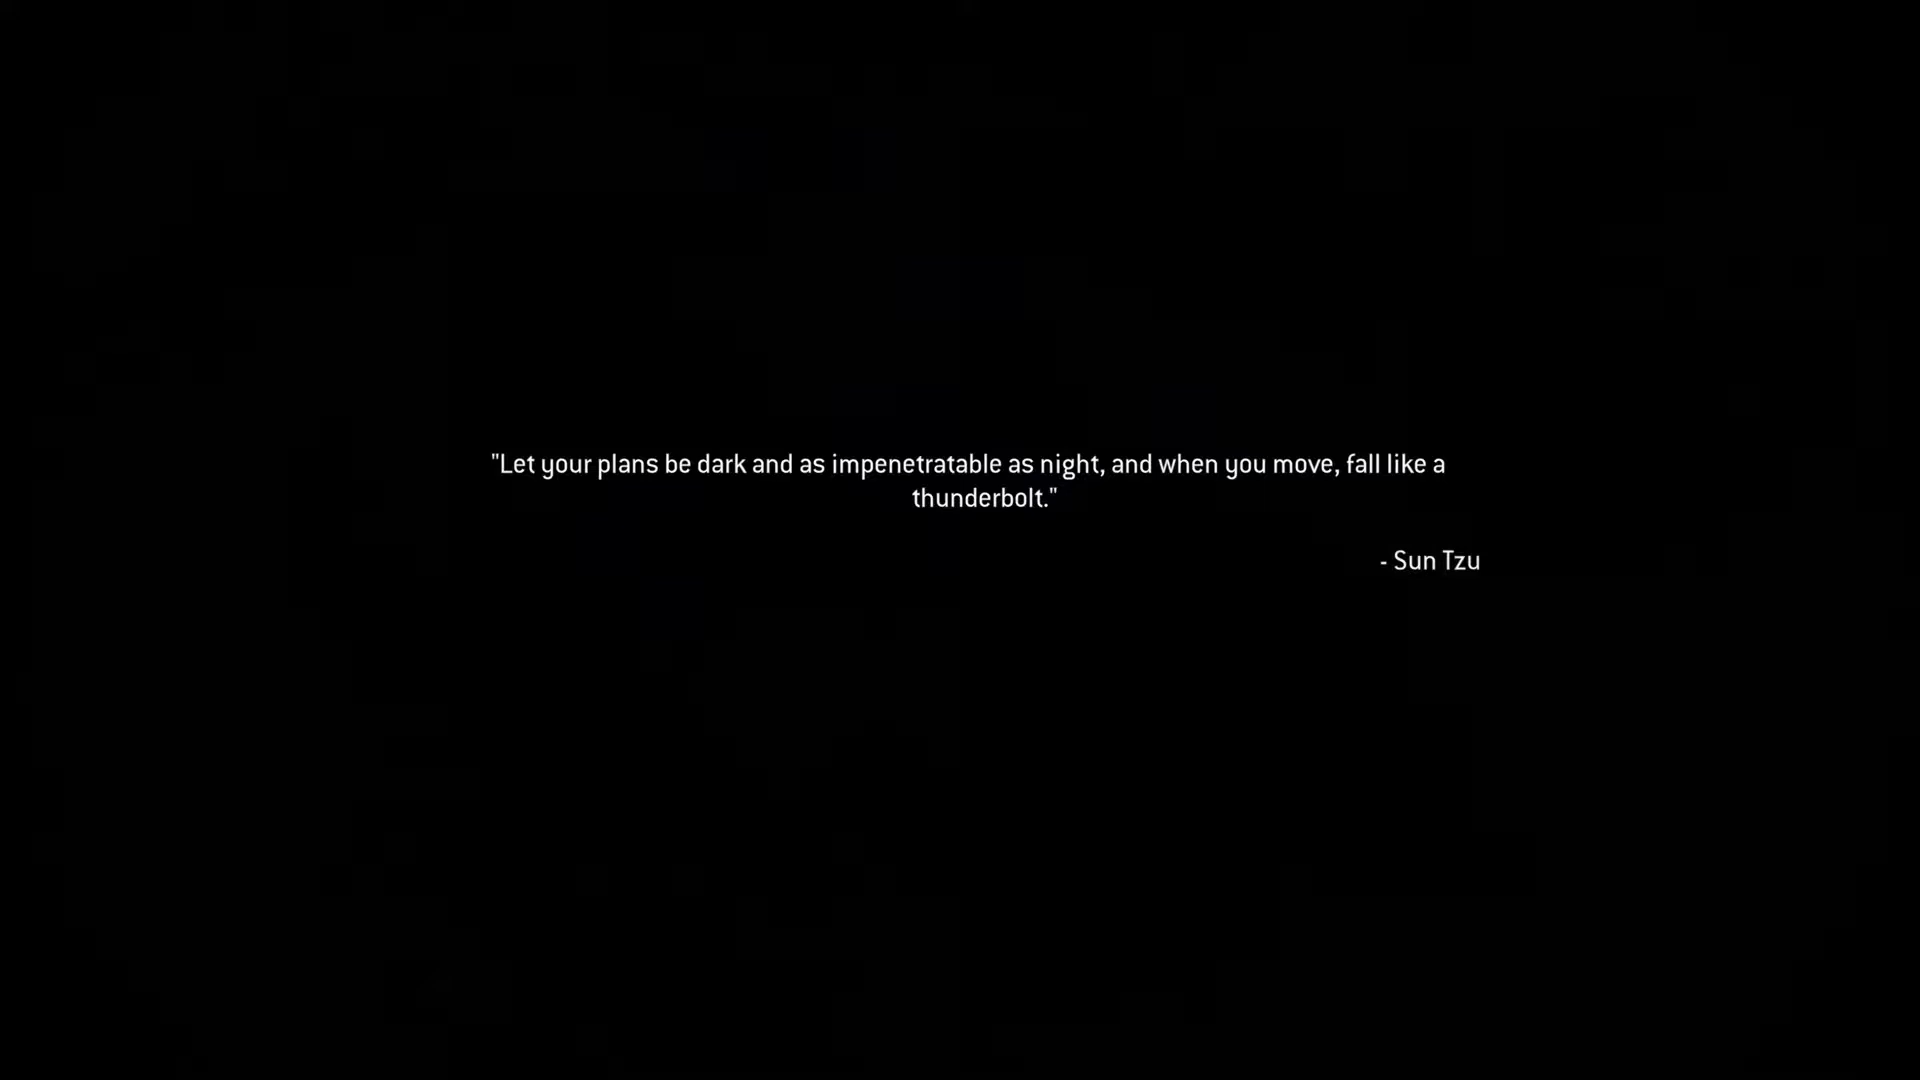 "Let your plans be dark and as impenetratable as night, and when you move, fall like a
thunderbolt."
- Sun Tzu